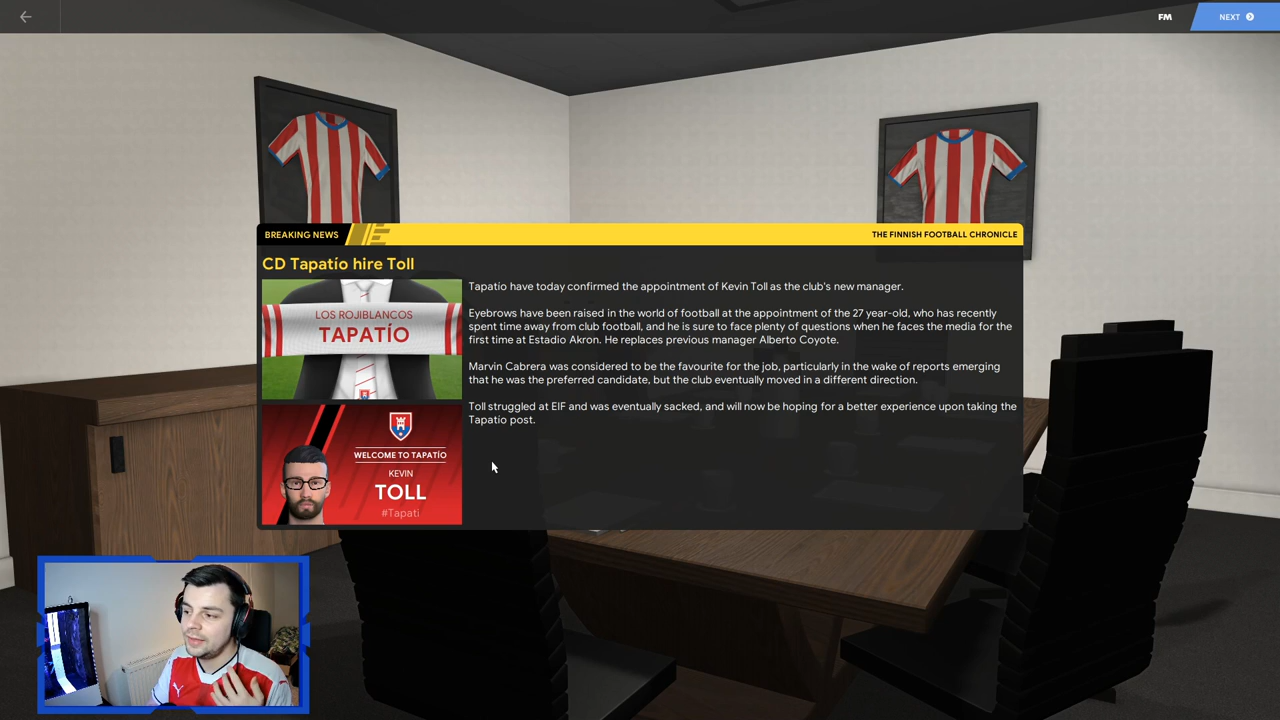 FM
NEXT
BREAKING NEWS
THE FINNISH FOOTBALL CHRONICLE
CD Tapatío hire Toll
LOS ROJIBLANCOS
TAPATÍO
WELCOME TO TAPATÍO
KEVIN
TOLL
#Tapati
Tapatío have today confirmed the appointment of Kevin Toll as the club's new manager.
Eyebrows have been raised in the world of football at the appointment of the 27 year-old, who has recently
spent time away from club football, and he is sure to face plenty of questions when he faces the media for the
first time at Estadio Akron. He replaces previous manager Alberto Coyote.
Marvin Cabrera was considered to be the favourite for the job, particularly in the wake of reports emerging
that he was the preferred candidate, but the club eventually moved in a different direction.
Toll struggled at EIF and was eventually sacked, and will now be hoping for a better experience upon taking the
Tapatío post.